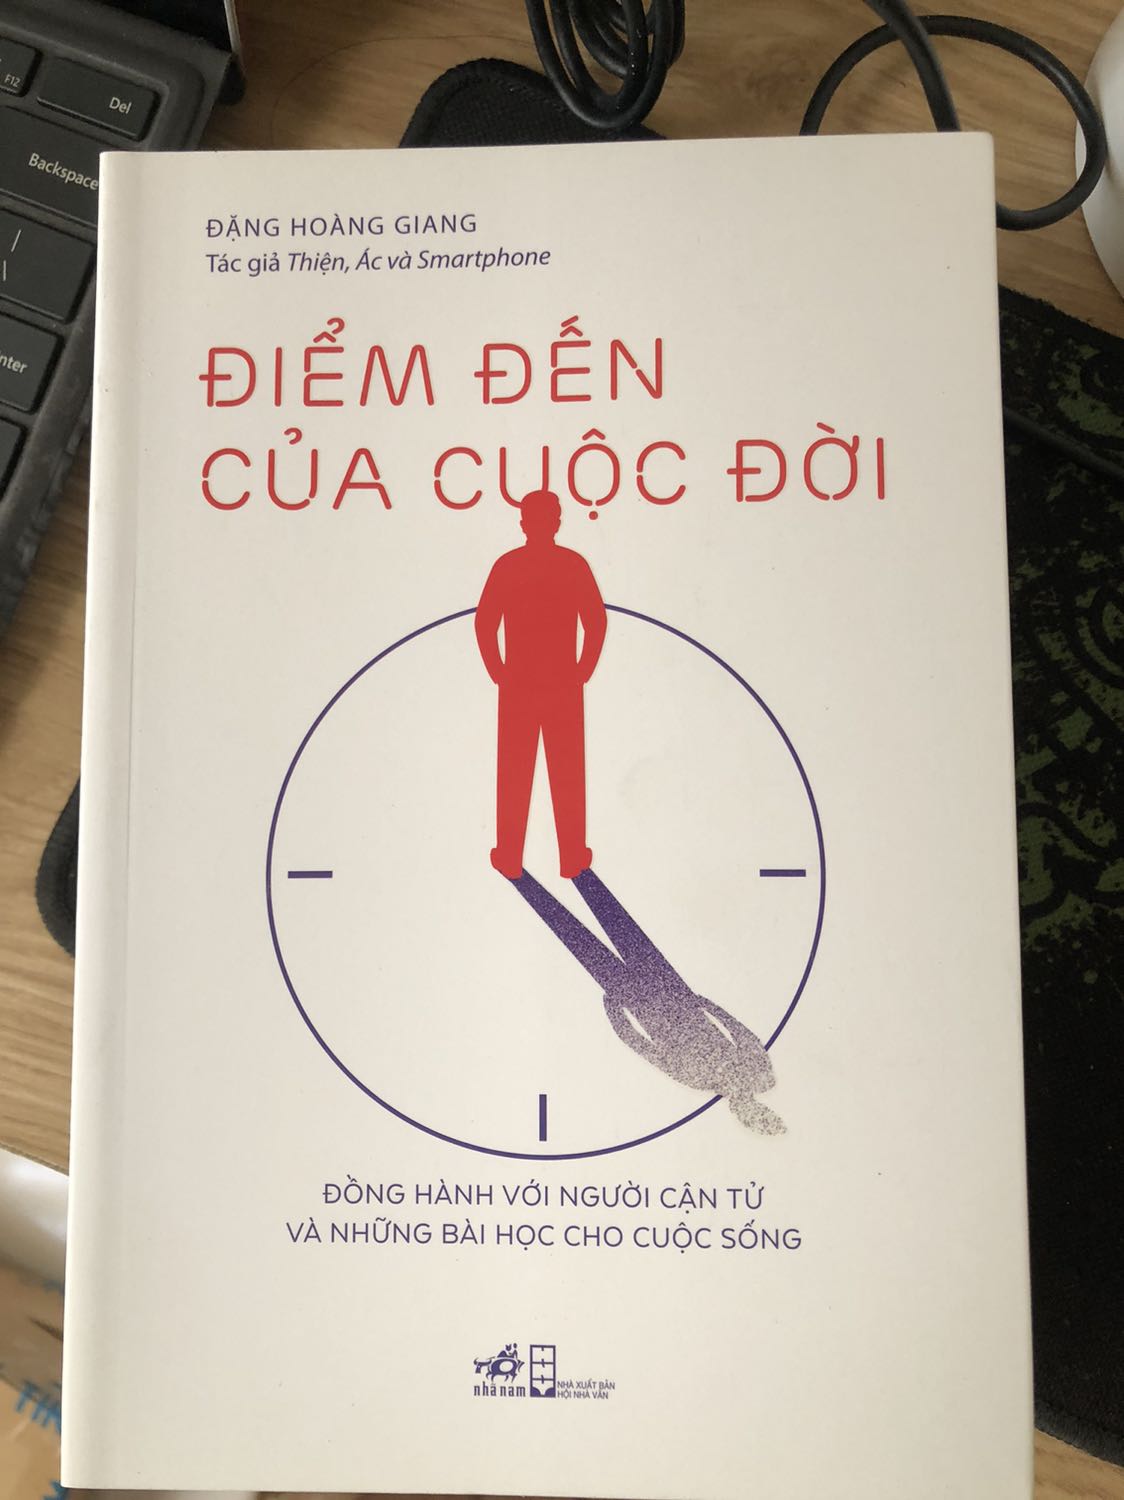 F12
Del
Backspace
/
\
nter
ĐẶNG HOÀNG GIANG
Tác giả Thiện, Ác và Smartphone
ĐIỂM ĐẾN
CỦA CUỘC ĐỜI
ĐỒNG HÀNH VỚI NGƯỜI CẬN TỬ
VÀ NHỮNG BÀI HỌC CHO CUỘC SỐNG
nhã nam
NHÀ XUẤT BẢN
HỘI NHÀ VĂN